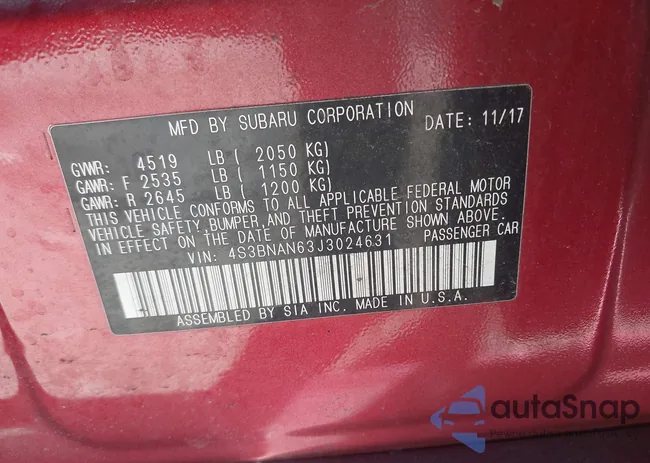 MFD BY SUBARU CORPORATION DATE: 11/17
GVWR: 4519 LB ( 2050 KG)
GAWR: F 2535 LB ( 1150 KG)
GAWR: R 2645 LB ( 1200 KG)
THIS VEHICLE CONFORMS TO ALL APPLICABLE FEDERAL MOTOR
VEHICLE SAFETY,BUMPER,AND THEFT PREVENTION STANDARDS
IN EFFECT ON THE DATE OF MANUFACTURE SHOWN ABOVE.
VIN: 4S3BNAN63J3024631 PASSENGER CAR
ASSEMBLED BY SIA INC. MADE IN U.S.A.
autaSnap